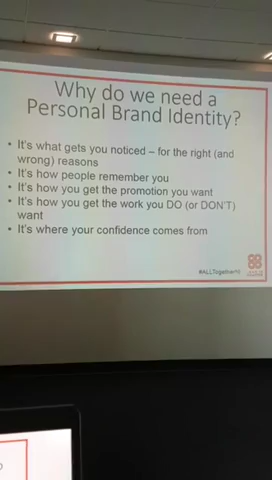 Why do we need a
Personal Brand Identity?
• It's what gets you noticed – for the right (and
wrong) reasons
• It's how people remember you
• It's how you get the promotion you want
• It's how you get the work you DO (or DON'T)
want
• It's where your confidence comes from